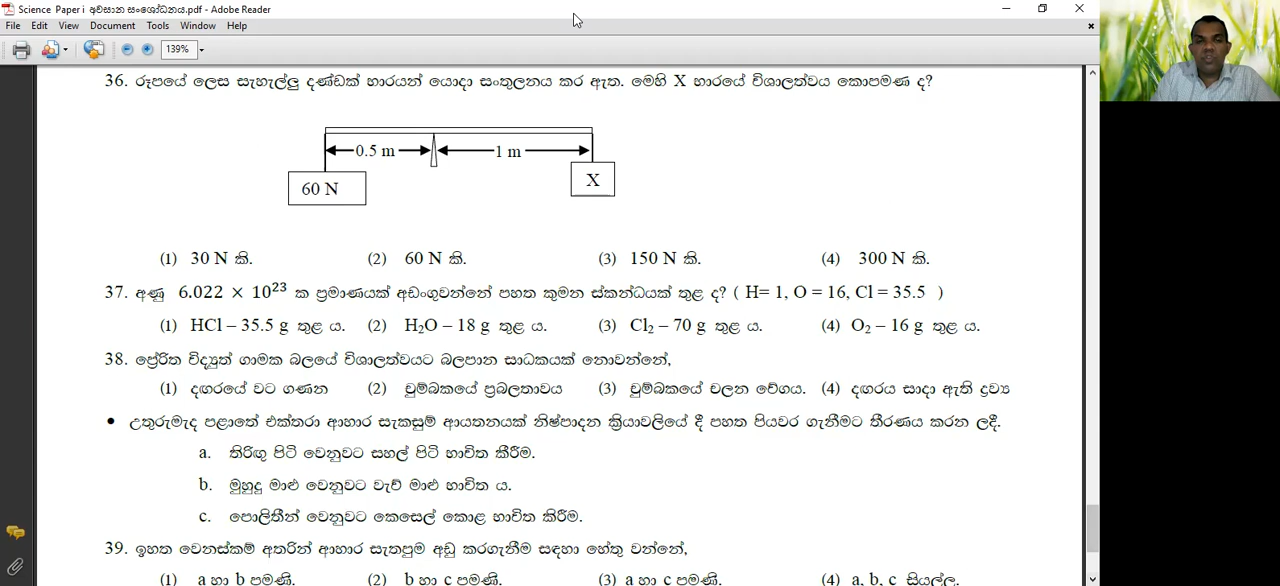 Science Paper i අවසාන සංශෝධනය.pdf - Adobe Reader
File Edit View Document Tools Window Help
139%
36. රූපයේ ලෙස සැහැල්ලු දණ්ඩක් භාරයන් යොදා සංතුලනය කර ඇත. මෙහි X භාරයේ විශාලත්වය කොපමණ ද?
0.5 m 1 m
60 N X
(1) 30 N කි. (2) 60 N කි. (3) 150 N කි. (4) 300 N කි.
37. අණු 6.022 × 10²³ ක ප්‍රමාණයක් අඩංගුවන්නේ පහත කුමන ස්කන්ධයක් තුළ ද? ( H= 1, O = 16, Cl = 35.5 )
(1) HCl – 35.5 g තුළ ය. (2) H₂O – 18 g තුළ ය. (3) Cl₂ – 70 g තුළ ය. (4) O₂ – 16 g තුළ ය.
38. ප්‍රේරිත විද්‍යුත් ගාමක බලයේ විශාලත්වයට බලපාන සාධකයක් නොවන්නේ,
(1) දඟරයේ වට ගණන (2) චුම්බකයේ ප්‍රබලතාවය (3) චුම්බකයේ චලන වේගය. (4) දඟරය සාදා ඇති ද්‍රව්‍ය
• උතුරුමැද පළාතේ එක්තරා ආහාර සැකසුම් ආයතනයක් නිෂ්පාදන ක්‍රියාවලියේ දී පහත පියවර ගැනීමට තීරණය කරන ලදී.
a. තිරිඟු පිටි වෙනුවට සහල් පිටි භාවිත කිරීම.
b. මුහුදු මාළු වෙනුවට වැව් මාළු භාවිත ය.
c. පොලිතීන් වෙනුවට කෙසෙල් කොළ භාවිත කිරීම.
39. ඉහත වෙනස්කම් අතරින් ආහාර සැතපුම අඩු කරගැනීම සඳහා හේතු වන්නේ,
(1) a හා b පමණි. (2) b හා c පමණි. (3) a හා c පමණි. (4) a, b, c සියල්ල.